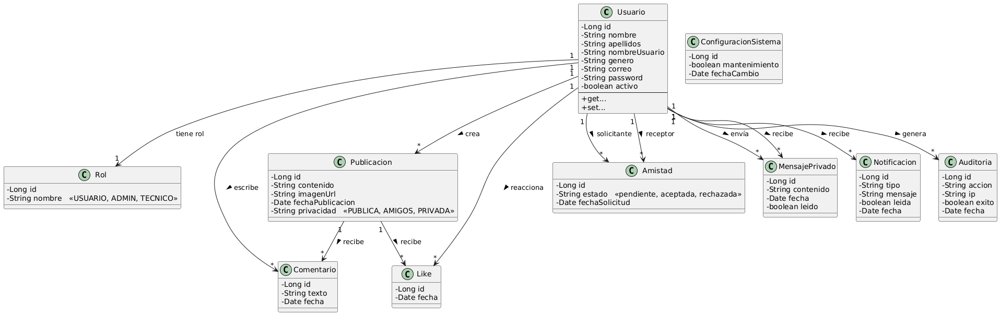 C Usuario
-Long id
-String nombre
-String apellidos
-String nombreUsuario
-String genero
-String correo
-String password
-boolean activo
+get...
+set...
C ConfiguracionSistema
-Long id
-boolean mantenimiento
-Date fechaCambio
1
1
1
1
1
1
1
1
1
1
tiene rol
crea
solicitante
receptor
envía
recibe
recibe
genera
1
*
*
*
*
*
*
*
C Rol
-Long id
-String nombre «USUARIO, ADMIN, TECNICO»
escribe
C Publicacion
-Long id
-String contenido
-String imagenUrl
-Date fechaPublicacion
-String privacidad «PUBLICA, AMIGOS, PRIVADA»
reacciona
C Amistad
-Long id
-String estado «pendiente, aceptada, rechazada»
-Date fechaSolicitud
C MensajePrivado
-Long id
-String contenido
-Date fecha
-boolean leido
C Notificacion
-Long id
-String tipo
-String mensaje
-boolean leida
-Date fecha
C Auditoria
-Long id
-String accion
-String ip
-boolean exito
-Date fecha
1
1
recibe
recibe
*
*
*
*
C Comentario
-Long id
-String texto
-Date fecha
C Like
-Long id
-Date fecha